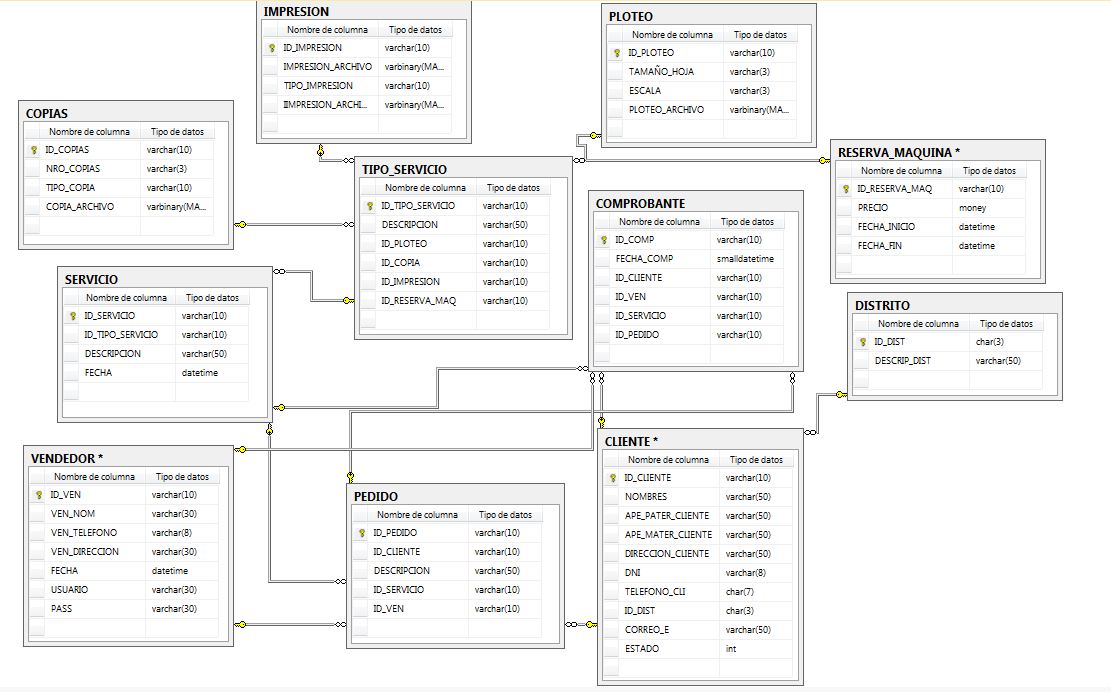 IMPRESION
Nombre de columna Tipo de datos
ID_IMPRESION varchar(10)
IMPRESION_ARCHIVO varbinary(MA...
TIPO_IMPRESION varchar(10)
IIMPRESION_ARCHI... varbinary(MA...
PLOTEO
Nombre de columna Tipo de datos
ID_PLOTEO varchar(10)
TAMAÑO_HOJA varchar(3)
ESCALA varchar(3)
PLOTEO_ARCHIVO varbinary(MA...
COPIAS
Nombre de columna Tipo de datos
ID_COPIAS varchar(10)
NRO_COPIAS varchar(3)
TIPO_COPIA varchar(10)
COPIA_ARCHIVO varbinary(MA...
TIPO_SERVICIO
Nombre de columna Tipo de datos
ID_TIPO_SERVICIO varchar(10)
DESCRIPCION varchar(50)
ID_PLOTEO varchar(10)
ID_COPIA varchar(10)
ID_IMPRESION varchar(10)
ID_RESERVA_MAQ varchar(10)
RESERVA_MAQUINA *
Nombre de columna Tipo de datos
ID_RESERVA_MAQ varchar(10)
PRECIO money
FECHA_INICIO datetime
FECHA_FIN datetime
COMPROBANTE
Nombre de columna Tipo de datos
ID_COMP varchar(10)
FECHA_COMP smalldatetime
ID_CLIENTE varchar(10)
ID_VEN varchar(10)
ID_SERVICIO varchar(10)
ID_PEDIDO varchar(10)
SERVICIO
Nombre de columna Tipo de datos
ID_SERVICIO varchar(10)
ID_TIPO_SERVICIO varchar(10)
DESCRIPCION varchar(50)
FECHA datetime
DISTRITO
Nombre de columna Tipo de datos
ID_DIST char(3)
DESCRIP_DIST varchar(50)
VENDEDOR *
Nombre de columna Tipo de datos
ID_VEN varchar(10)
VEN_NOM varchar(30)
VEN_TELEFONO varchar(8)
VEN_DIRECCION varchar(30)
FECHA datetime
USUARIO varchar(30)
PASS varchar(30)
PEDIDO
Nombre de columna Tipo de datos
ID_PEDIDO varchar(10)
ID_CLIENTE varchar(10)
DESCRIPCION varchar(50)
ID_SERVICIO varchar(10)
ID_VEN varchar(10)
CLIENTE *
Nombre de columna Tipo de datos
ID_CLIENTE varchar(10)
NOMBRES varchar(50)
APE_PATER_CLIENTE varchar(50)
APE_MATER_CLIENTE varchar(50)
DIRECCION_CLIENTE varchar(50)
DNI varchar(8)
TELEFONO_CLI char(7)
ID_DIST char(3)
CORREO_E varchar(50)
ESTADO int